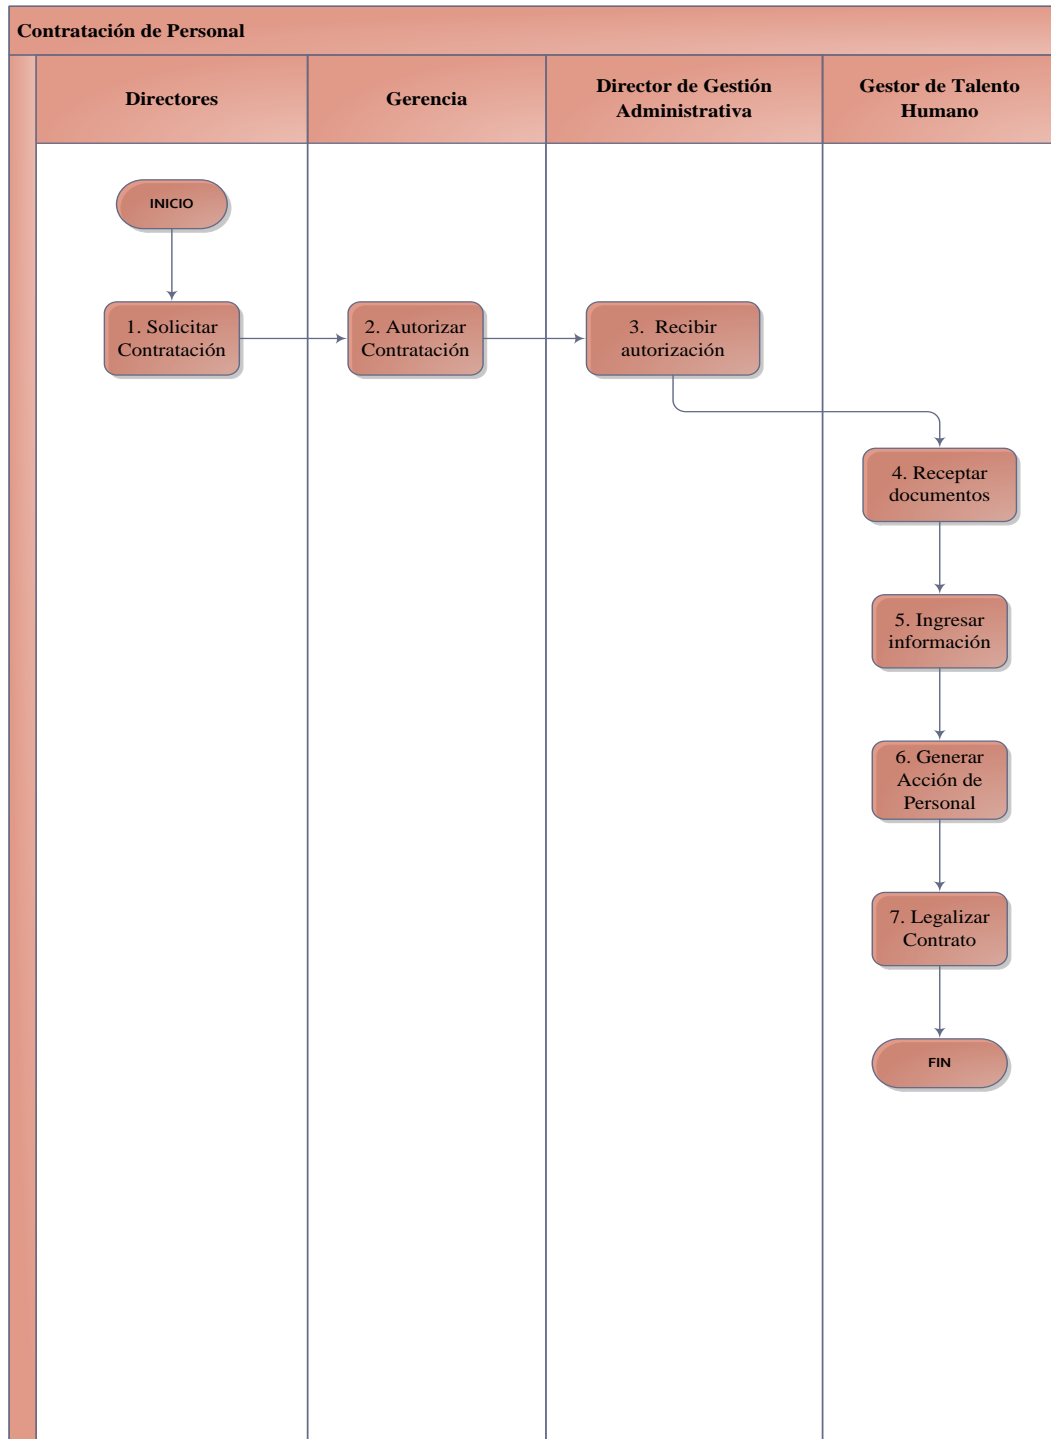 Contratación de Personal
Directores
Gerencia
Director de Gestión
Administrativa
Gestor de Talento
Humano
INICIO
1. Solicitar
Contratación
2. Autorizar
Contratación
3. Recibir
autorización
4. Receptar
documentos
5. Ingresar
información
6. Generar
Acción de
Personal
7. Legalizar
Contrato
FIN